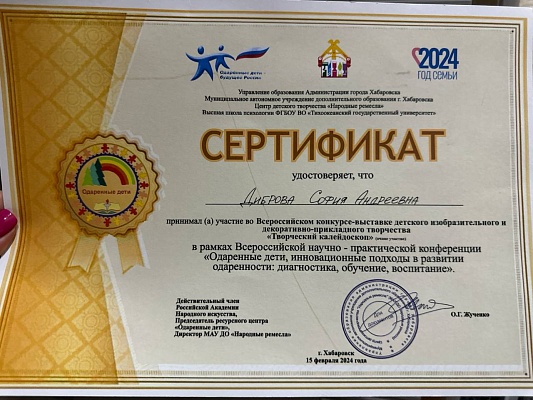 Одаренные дети -
будущее России
2024
ГОД СЕМЬИ
Управление образования Администрации города Хабаровска
Муниципальное автономное учреждение дополнительного образования г. Хабаровска
Центр детского творчества «Народные ремесла»
Высшая школа психологии ФГБОУ ВО «Тихоокеанский государственный университет»
СЕРТИФИКАТ
удостоверяет, что
Диброва София Андреевна
Одаренные дети
принимал (а) участие во Всероссийском конкурсе-выставке детского изобразительного и
декоративно-прикладного творчества
«Творческий калейдоскоп» (очное участие)
в рамках Всероссийской научно - практической конференции
«Одаренные дети, инновационные подходы в развитии
одаренности: диагностика, обучение, воспитание».
Действительный член
Российской Академии
Народного искусства,
Председатель ресурсного центра
«Одаренные дети»,
Директор МАУ ДО «Народные ремесла»
Для
документов
О.Г. Жученко
г. Хабаровск
15 февраля 2024 года